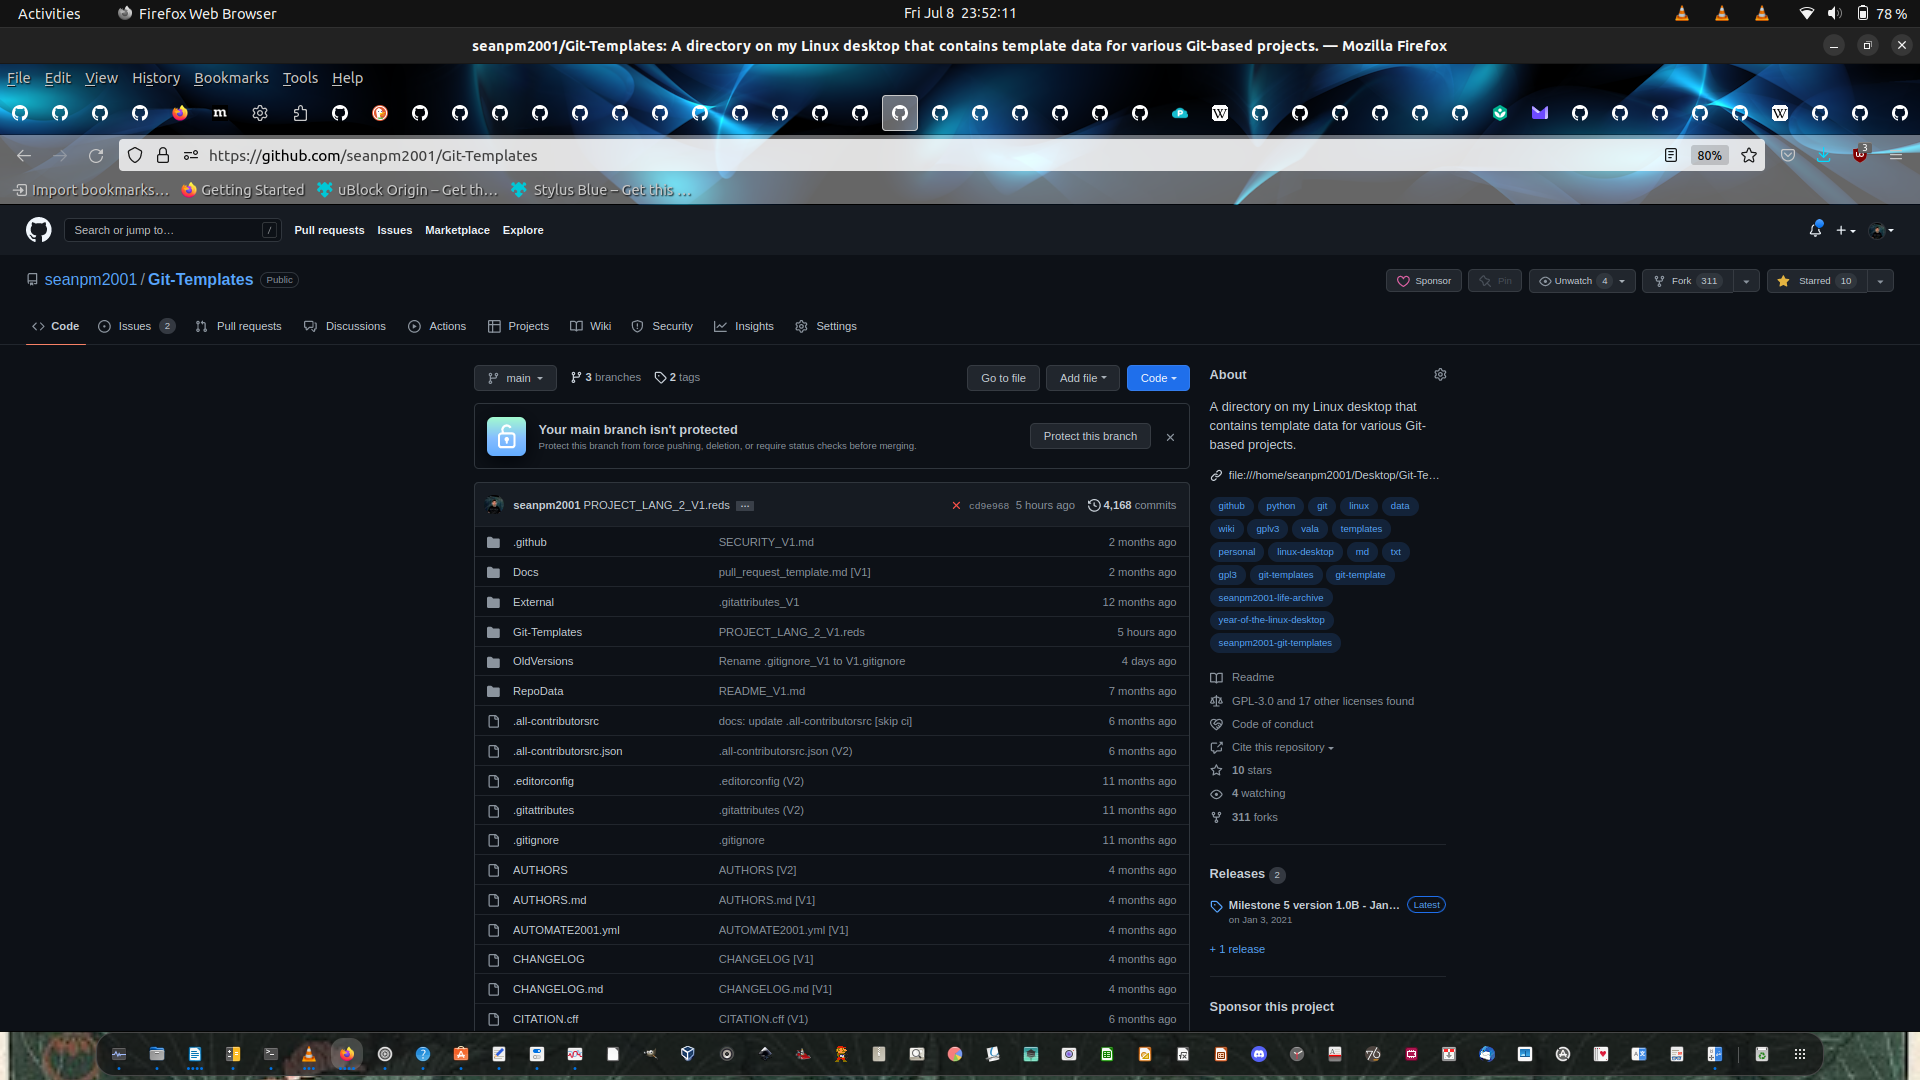 Activities
Firefox Web Browser
Fri Jul 8 23:52:11
78 %
seanpm2001/Git-Templates: A directory on my Linux desktop that contains template data for various Git-based projects. — Mozilla Firefox
File Edit View History Bookmarks Tools Help
https://github.com/seanpm2001/Git-Templates
80%
3
Import bookmarks…
Getting Started
uBlock Origin – Get th…
Stylus Blue – Get this …
Search or jump to…
/
Pull requests Issues Marketplace Explore
seanpm2001 / Git-Templates
Public
Sponsor
Pin
Unwatch 4
Fork 311
Starred 10
Code
Issues 2
Pull requests
Discussions
Actions
Projects
Wiki
Security
Insights
Settings
main
3 branches
2 tags
Go to file
Add file
Code
Your main branch isn't protected
Protect this branch from force pushing, deletion, or require status checks before merging.
Protect this branch
seanpm2001 PROJECT_LANG_2_V1.reds ...
cd9e968 5 hours ago
4,168 commits
.github SECURITY_V1.md 2 months ago
Docs pull_request_template.md [V1] 2 months ago
External .gitattributes_V1 12 months ago
Git-Templates PROJECT_LANG_2_V1.reds 5 hours ago
OldVersions Rename .gitignore_V1 to V1.gitignore 4 days ago
RepoData README_V1.md 7 months ago
.all-contributorsrc docs: update .all-contributorsrc [skip ci] 6 months ago
.all-contributorsrc.json .all-contributorsrc.json (V2) 6 months ago
.editorconfig .editorconfig (V2) 11 months ago
.gitattributes .gitattributes (V2) 11 months ago
.gitignore .gitignore 11 months ago
AUTHORS AUTHORS [V2] 4 months ago
AUTHORS.md AUTHORS.md [V1] 4 months ago
AUTOMATE2001.yml AUTOMATE2001.yml [V1] 4 months ago
CHANGELOG CHANGELOG [V1] 4 months ago
CHANGELOG.md CHANGELOG.md [V1] 4 months ago
CITATION.cff CITATION.cff (V1) 6 months ago
About
A directory on my Linux desktop that
contains template data for various Git-
based projects.
file:///home/seanpm2001/Desktop/Git-Te…
github python git linux data
wiki gplv3 vala templates
personal linux-desktop md txt
gpl3 git-templates git-template
seanpm2001-life-archive
year-of-the-linux-desktop
seanpm2001-git-templates
Readme
GPL-3.0 and 17 other licenses found
Code of conduct
Cite this repository
10 stars
4 watching
311 forks
Releases 2
Milestone 5 version 1.0B - Jan… Latest
on Jan 3, 2021
+ 1 release
Sponsor this project